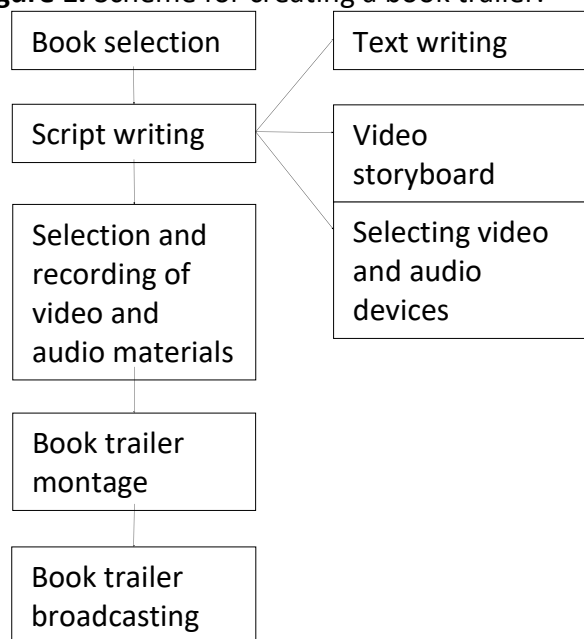 gure 1. Scheme for creating a book trailer.
Book selection
Text writing
Script writing
Video
storyboard
Selecting video
and audio
devices
Selection and
recording of
video and
audio materials
Book trailer
montage
Book trailer
broadcasting